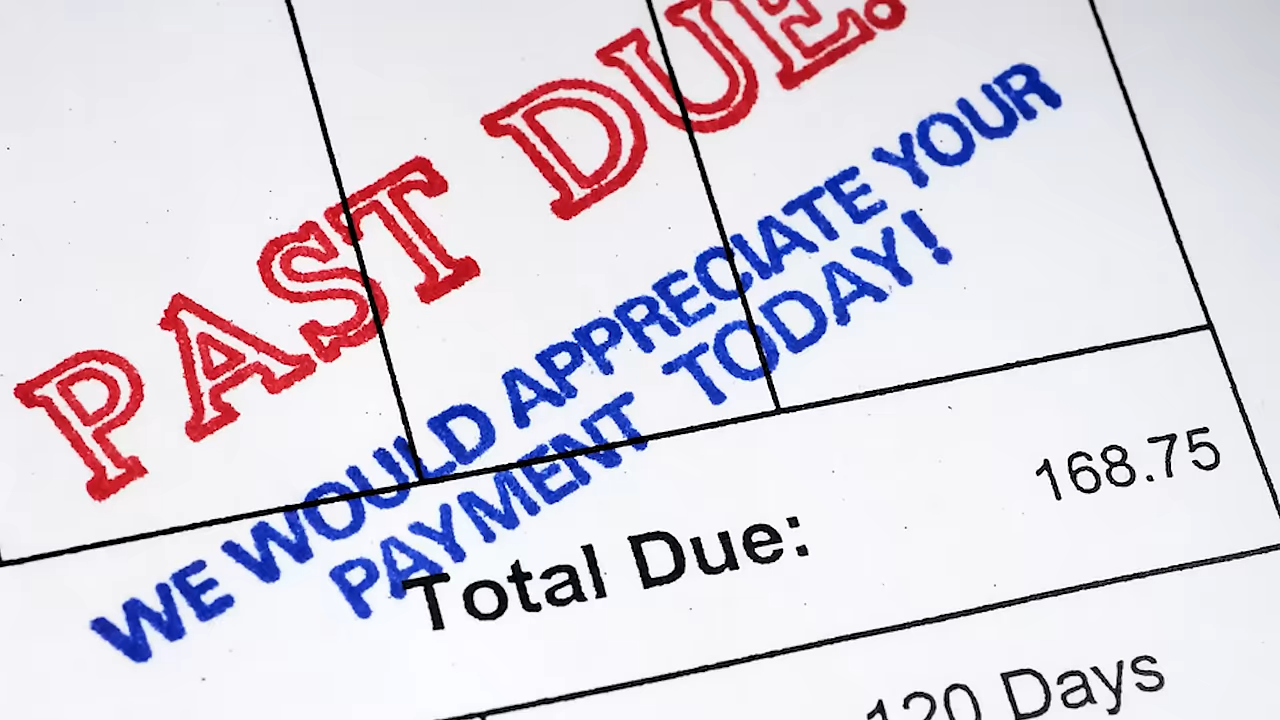 PAST DUE.
WE WOULD APPRECIATE YOUR
PAYMENT TODAY!
Total Due: 168.75
120 Days